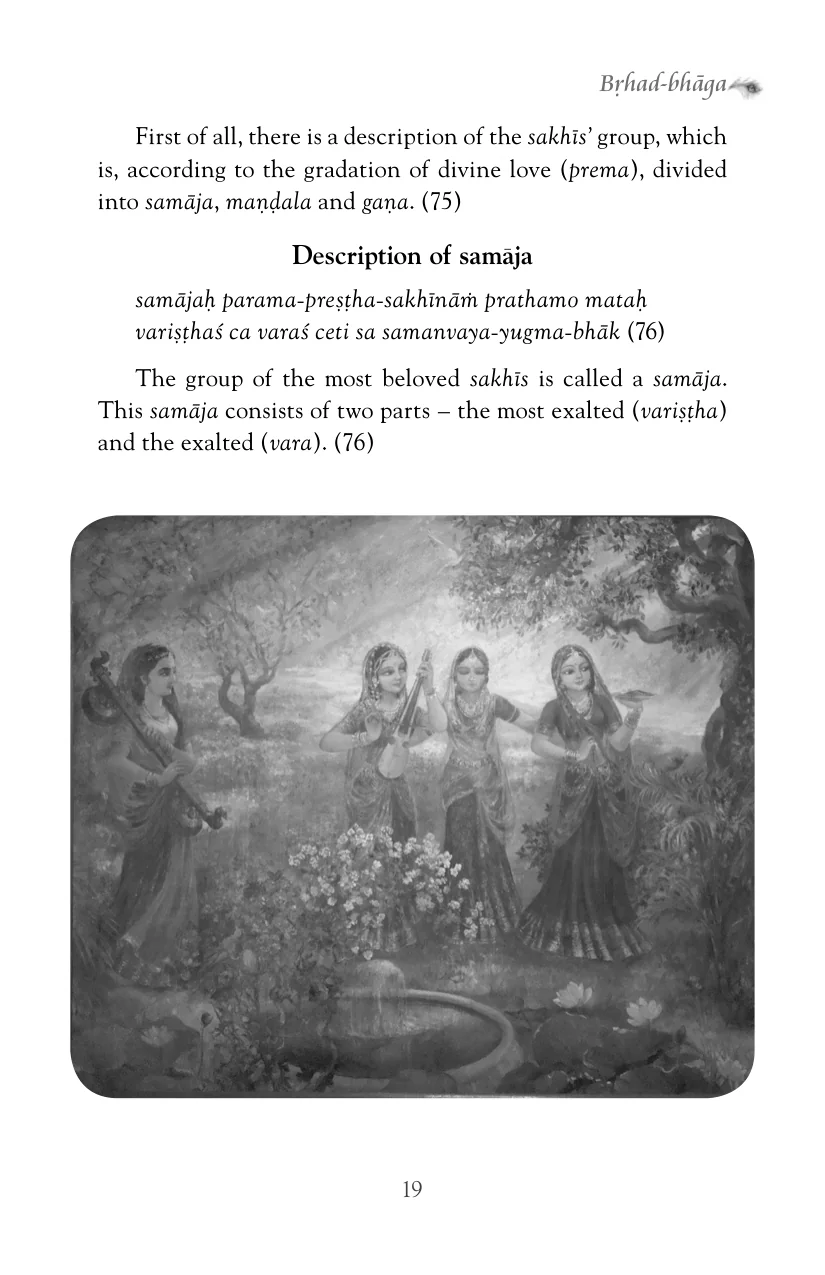 Bṛhad-bhāga
First of all, there is a description of the sakhīs’ group, which
is, according to the gradation of divine love (prema), divided
into samāja, maṇḍala and gaṇa. (75)
Description of samāja
samājaḥ parama-preṣṭha-sakhīnāṁ prathamo mataḥ
variṣṭhaś ca varaś ceti sa samanvaya-yugma-bhāk (76)
The group of the most beloved sakhīs is called a samāja.
This samāja consists of two parts – the most exalted (variṣṭha)
and the exalted (vara). (76)
19